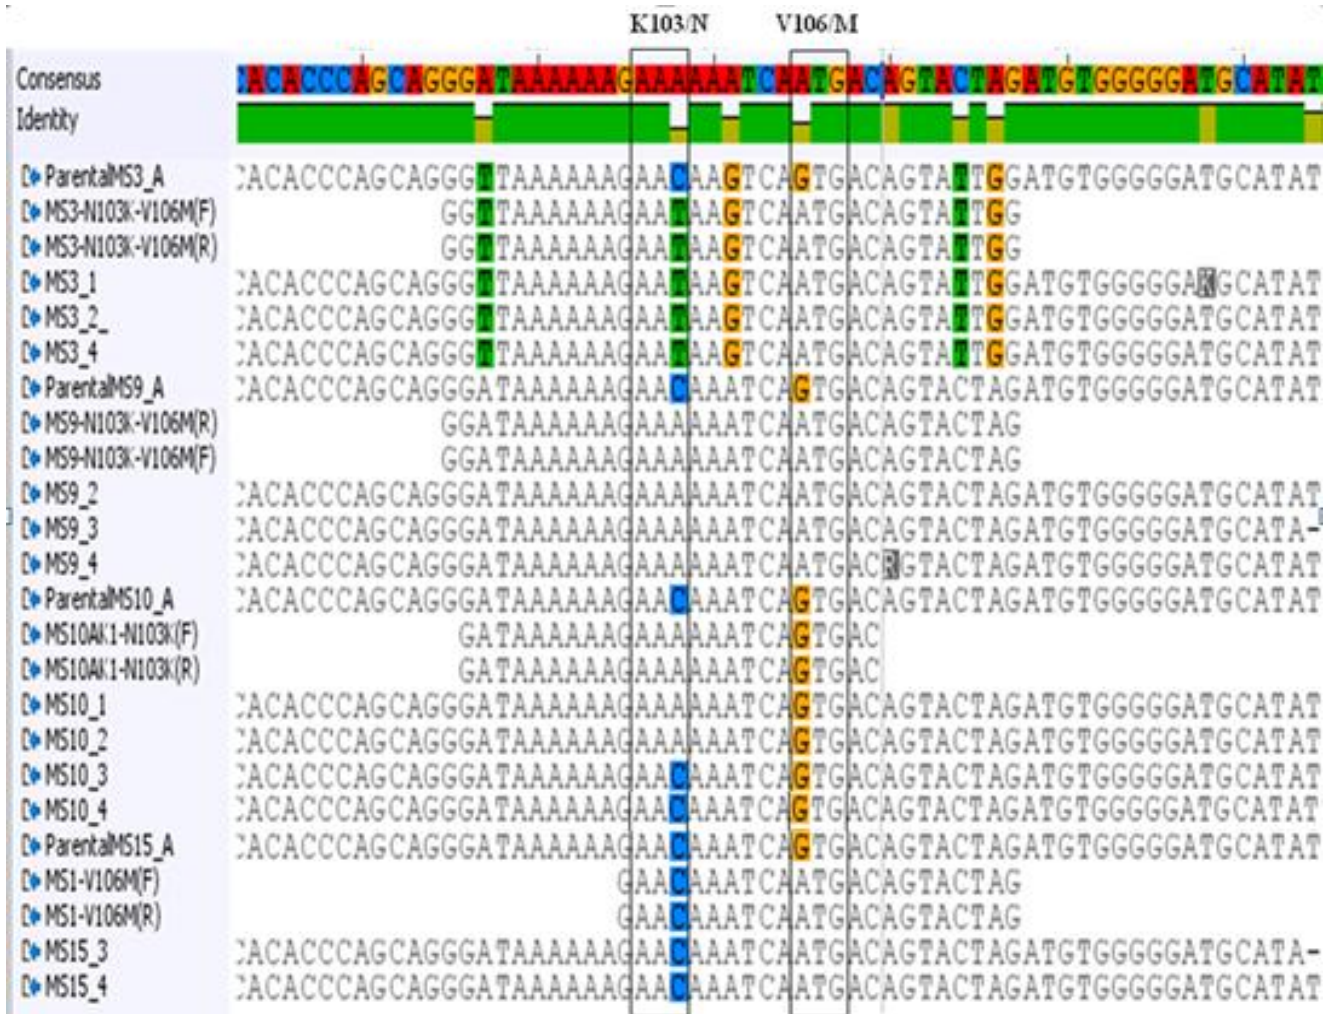 K103/N V106/M
Consensus CACACCCAGCAGGGATAAAAAAGAAAAAATCAATGACAGTACTAGATGTGGGGGATGCATAT
Identity
ParentalMS3_A CACACCCAGCAGGGTTAAAAAAGAACAAGTCAGTGACAGTATTGGATGTGGGGGATGCATAT
MS3-N103K-V106M(F) GGTTAAAAAAGAATAAGTCAATGACAGTATTGG
MS3-N103K-V106M(R) GGTTAAAAAAGAATAAGTCAATGACAGTATTGG
MS3_1 CACACCCAGCAGGGTTAAAAAAGAATAAGTCAATGACAGTATTGGATGTGGGGGAKGCATAT
MS3_2_ CACACCCAGCAGGGTTAAAAAAGAATAAGTCAATGACAGTATTGGATGTGGGGGATGCATAT
MS3_4 CACACCCAGCAGGGTTAAAAAAGAATAAGTCAATGACAGTATTGGATGTGGGGGATGCATAT
ParentalMS9_A CACACCCAGCAGGGATAAAAAAGAACAAATCAGTGACAGTACTAGATGTGGGGGATGCATAT
MS9-N103K-V106M(R) GGATAAAAAAGAAAAAATCAATGACAGTACTAG
MS9-N103K-V106M(F) GGATAAAAAAGAAAAAATCAATGACAGTACTAG
MS9_2 CACACCCAGCAGGGATAAAAAAGAAAAAATCAATGACAGTACTAGATGTGGGGGATGCATAT
MS9_3 CACACCCAGCAGGGATAAAAAAGAAAAAATCAATGACAGTACTAGATGTGGGGGATGCATA-
MS9_4 CACACCCAGCAGGGATAAAAAAGAAAAAATCAATGACRGTACTAGATGTGGGGGATGCATAT
ParentalMS10_A CACACCCAGCAGGGATAAAAAAGAACAAATCAGTGACAGTACTAGATGTGGGGGATGCATAT
MS10AK1-N103K(F) GATAAAAAAGAAAAAATCAGTGAC
MS10AK1-N103K(R) GATAAAAAAGAAAAAATCAGTGAC
MS10_1 CACACCCAGCAGGGATAAAAAAGAAAAAATCAGTGACAGTACTAGATGTGGGGGATGCATAT
MS10_2 CACACCCAGCAGGGATAAAAAAGAAAAAATCAGTGACAGTACTAGATGTGGGGGATGCATAT
MS10_3 CACACCCAGCAGGGATAAAAAAGAACAAATCAGTGACAGTACTAGATGTGGGGGATGCATAT
MS10_4 CACACCCAGCAGGGATAAAAAAGAACAAATCAGTGACAGTACTAGATGTGGGGGATGCATAT
ParentalMS15_A CACACCCAGCAGGGATAAAAAAGAACAAATCAGTGACAGTACTAGATGTGGGGGATGCATAT
MS1-V106M(F) GAACAAATCAATGACAGTACTAG
MS1-V106M(R) GAACAAATCAATGACAGTACTAG
MS15_3 CACACCCAGCAGGGATAAAAAAGAACAAATCAATGACAGTACTAGATGTGGGGGATGCATA-
MS15_4 CACACCCAGCAGGGATAAAAAAGAACAAATCAATGACAGTACTAGATGTGGGGGATGCATAT